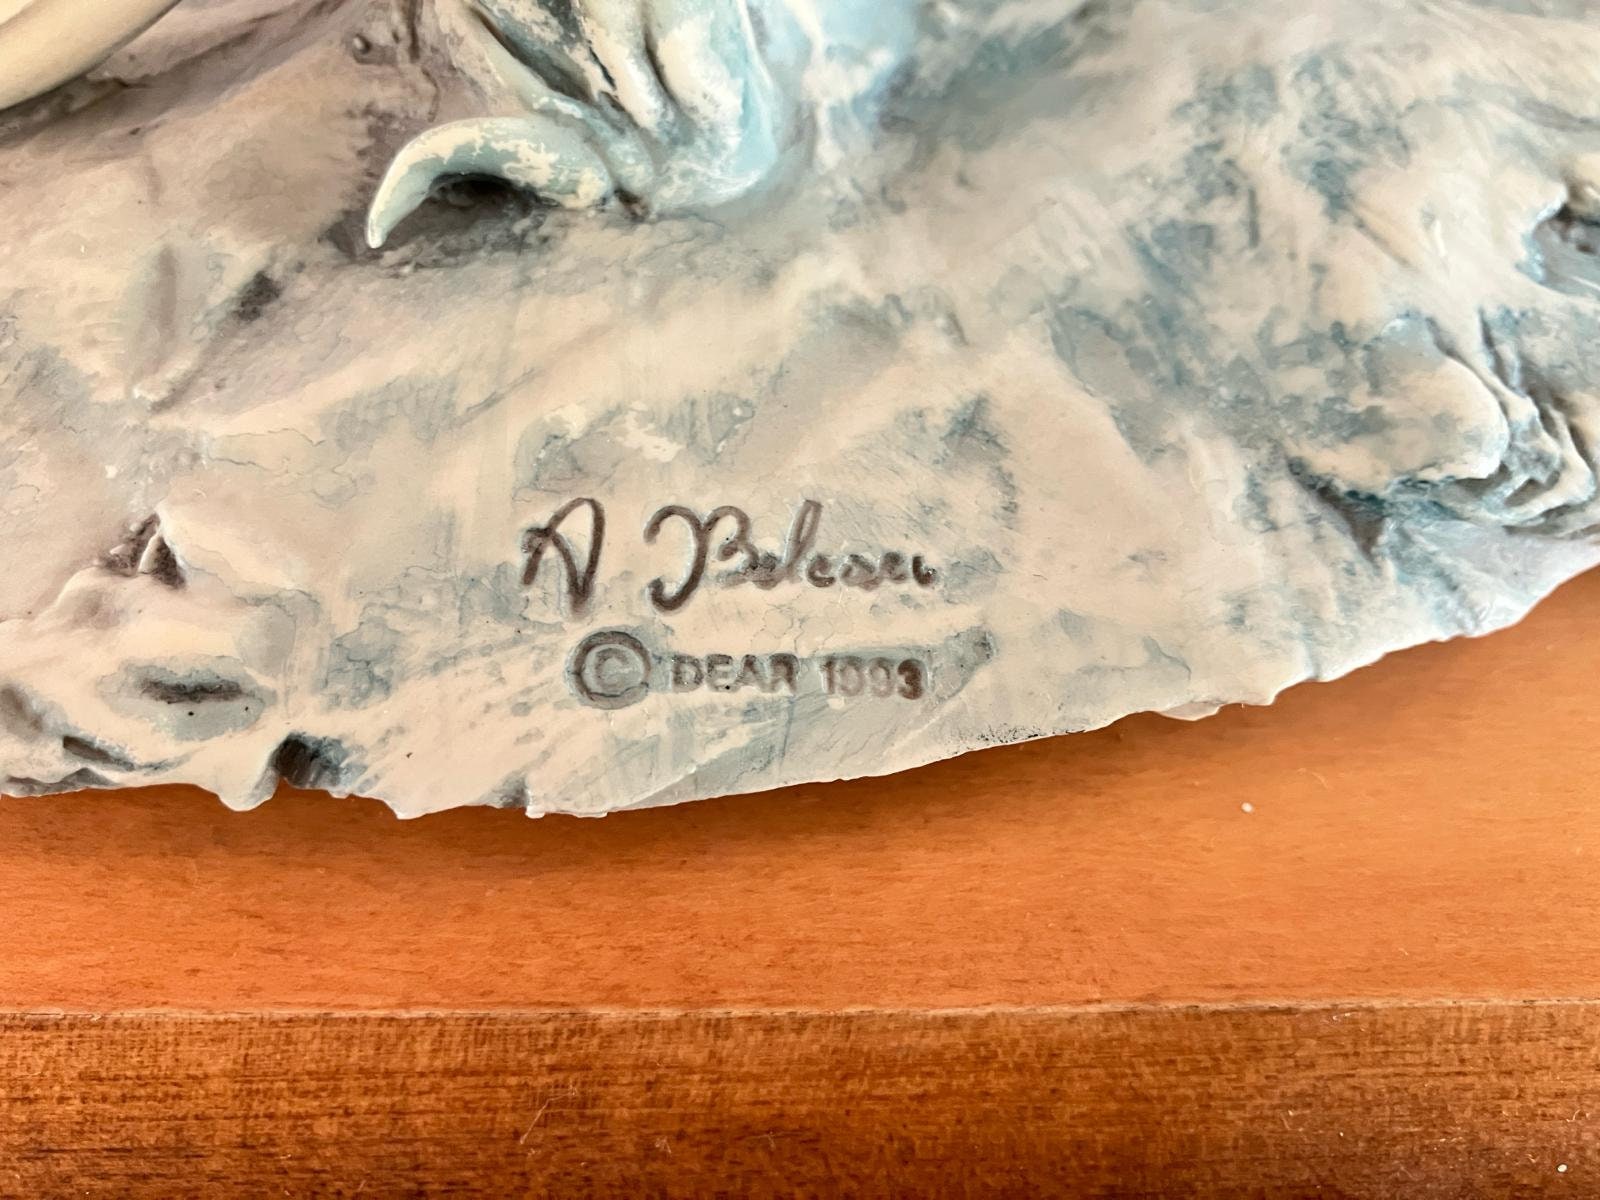 A Belcari
© DEAR 1993